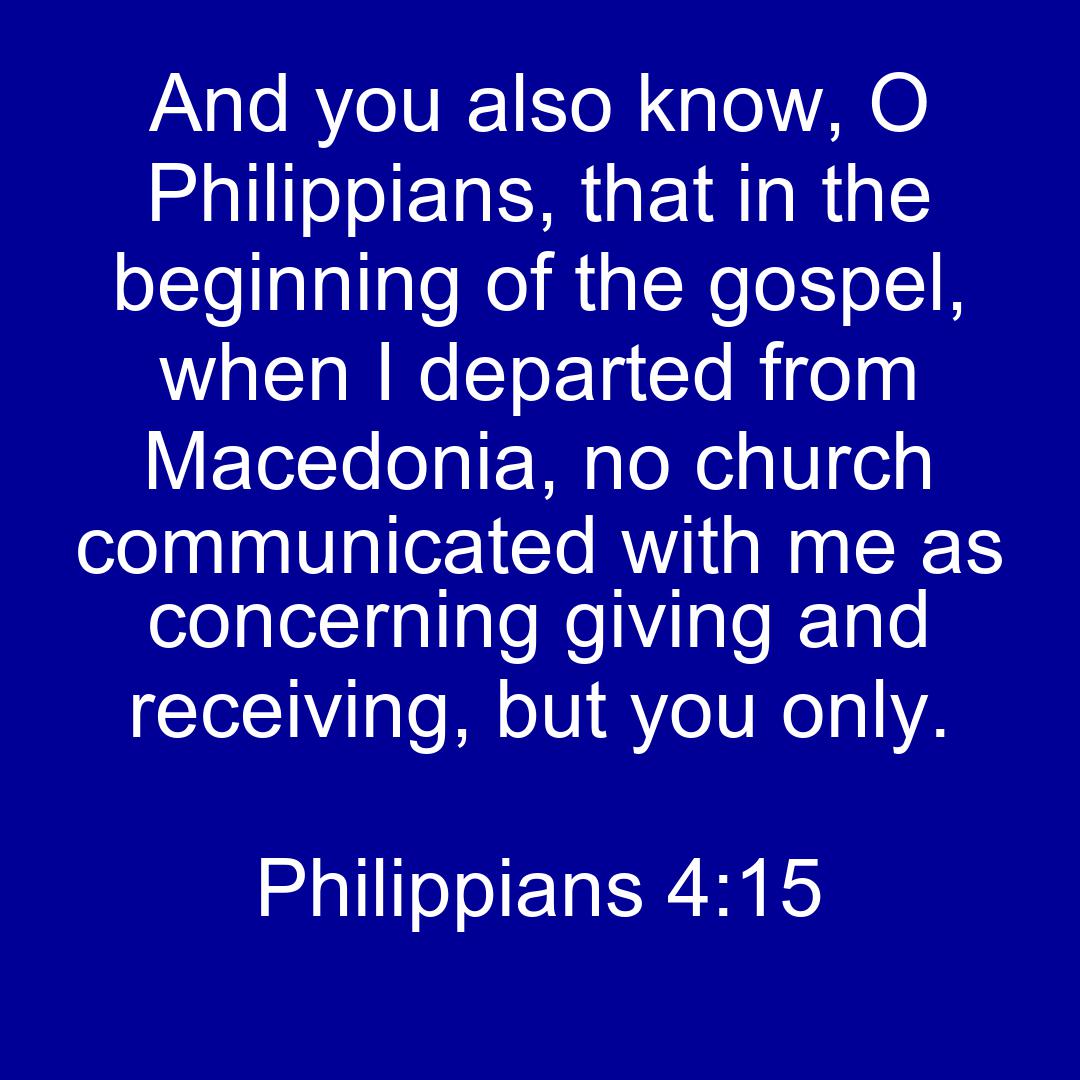 And you also know, O
Philippians, that in the
beginning of the gospel,
when I departed from
Macedonia, no church
communicated with me as
concerning giving and
receiving, but you only.
Philippians 4:15